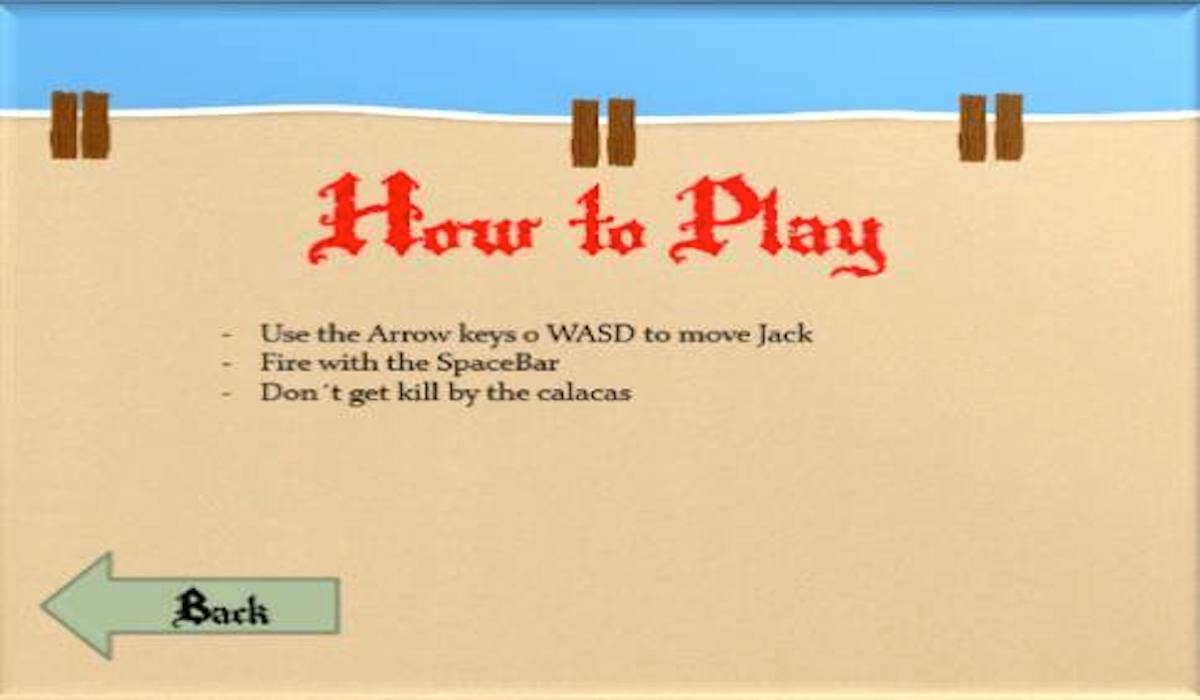 How to Play
- Use the Arrow keys o WASD to move Jack
- Fire with the SpaceBar
- Don´t get kill by the calacas
Back